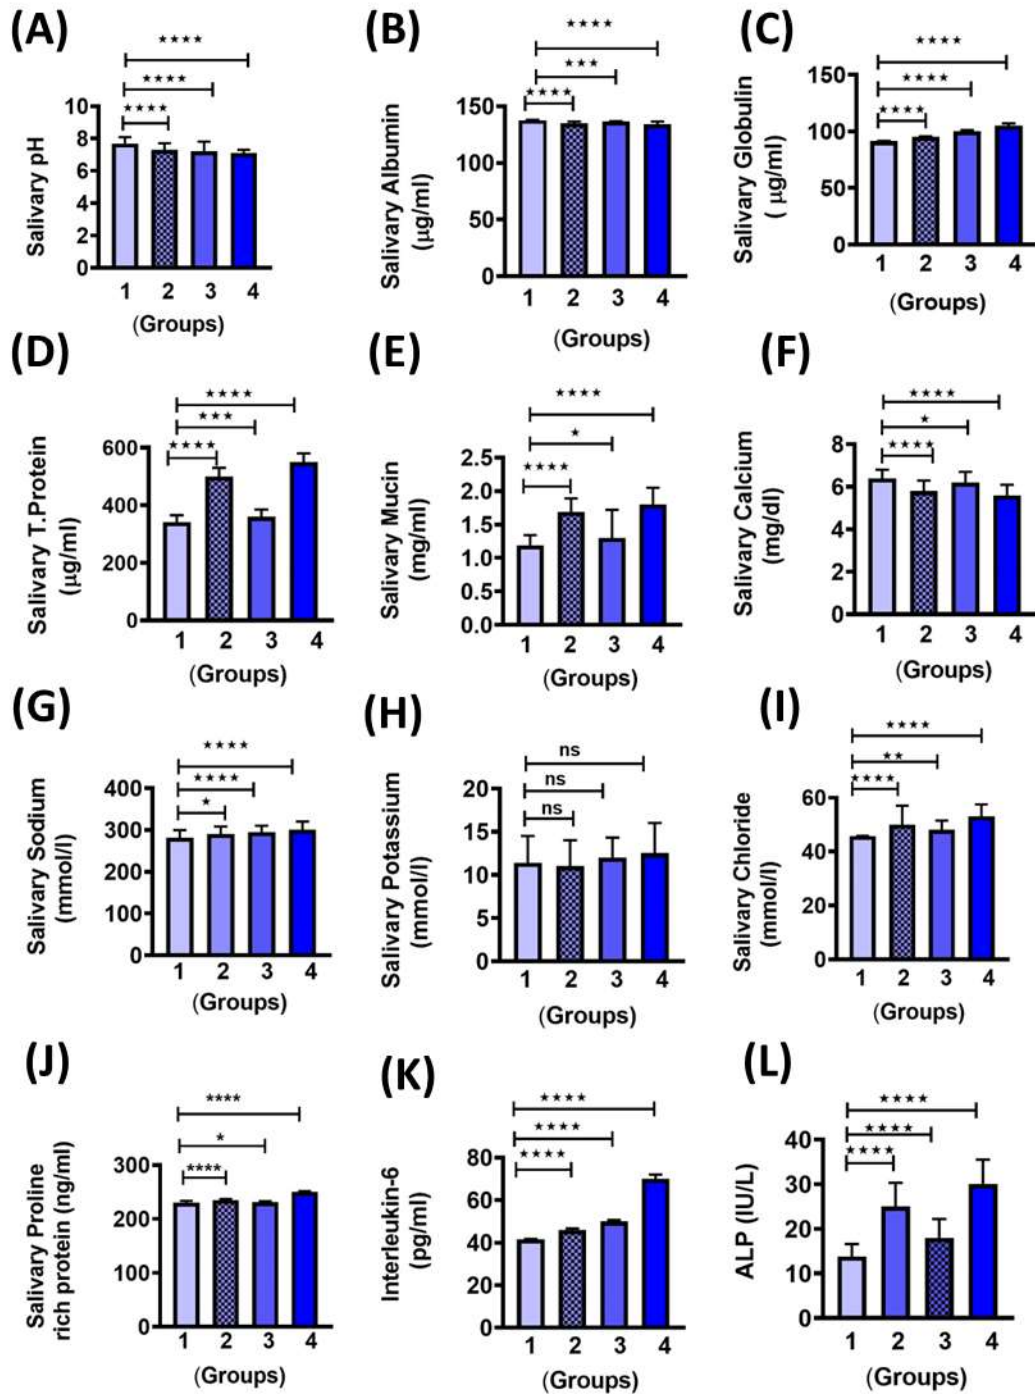 (A)
★★★★
★★★★
★★★★
Salivary pH
10
8
6
4
2
0
1 2 3 4
(Groups)
(B)
★★★★
★★★
★★★★
Salivary Albumin
(μg/ml)
150
100
50
0
1 2 3 4
(Groups)
(C)
★★★★
★★★★
★★★★
Salivary Globulin
( μg/ml)
150
100
50
0
1 2 3 4
(Groups)
(D)
★★★★
★★★
★★★★
Salivary T.Protein
(μg/ml)
600
400
200
0
1 2 3 4
(Groups)
(E)
★★★★
★
★★★★
Salivary Mucin
(mg/ml)
2.5
2.0
1.5
1.0
0.5
0.0
1 2 3 4
(Groups)
(F)
★★★★
★
★★★★
Salivary Calcium
(mg/dl)
8
6
4
2
0
1 2 3 4
(Groups)
(G)
★★★★
★★★★
★
Salivary Sodium
(mmol/l)
400
300
200
100
0
1 2 3 4
(Groups)
(H)
ns
ns
ns
Salivary Potassium
(mmol/l)
20
15
10
5
0
1 2 3 4
(Groups)
(I)
★★★★
★★
★★★★
Salivary Chloride
(mmol/l)
60
40
20
0
1 2 3 4
(Groups)
(J)
****
*
****
Salivary Proline
rich protein (ng/ml)
300
200
100
0
1 2 3 4
(Groups)
(K)
★★★★
★★★★
★★★★
Interleukin-6
(pg/ml)
80
60
40
20
0
1 2 3 4
(Groups)
(L)
★★★★
★★★★
★★★★
ALP (IU/L)
40
30
20
10
0
1 2 3 4
(Groups)